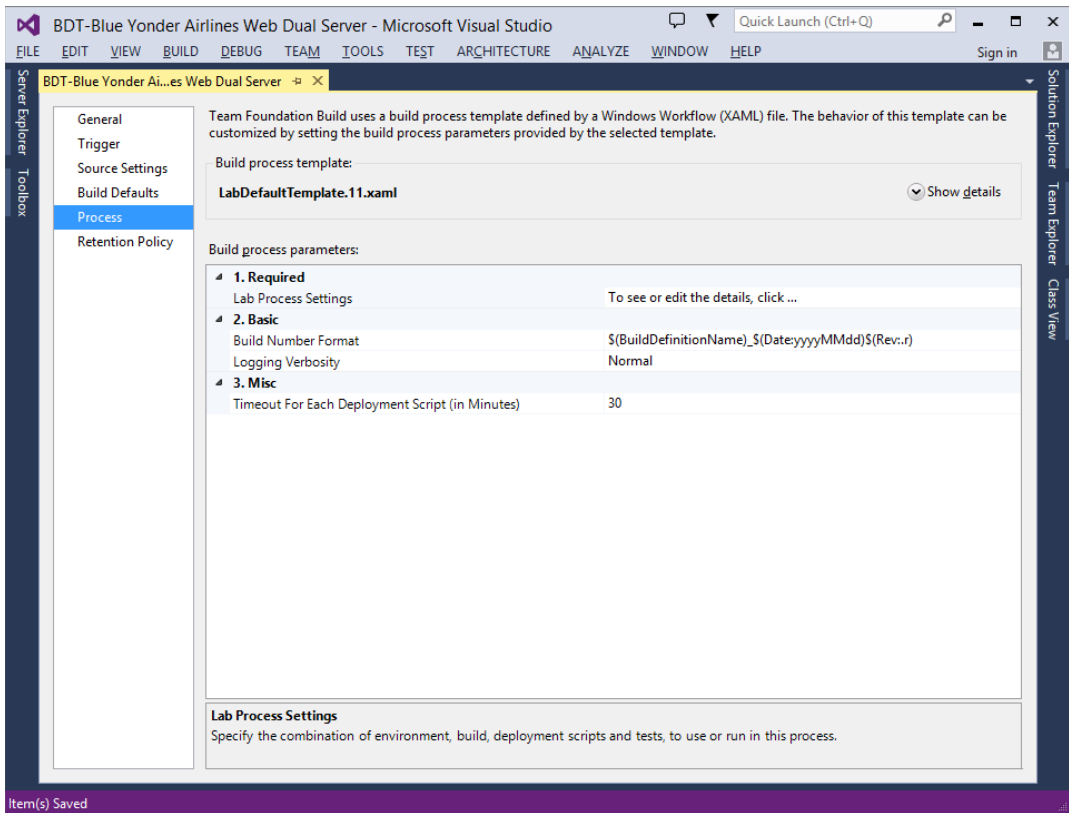 BDT-Blue Yonder Airlines Web Dual Server - Microsoft Visual Studio
Quick Launch (Ctrl+Q)
FILE EDIT VIEW BUILD DEBUG TEAM TOOLS TEST ARCHITECTURE ANALYZE WINDOW HELP
Sign in
Server Explorer
Toolbox
BDT-Blue Yonder Ai...es Web Dual Server
General
Trigger
Source Settings
Build Defaults
Process
Retention Policy
Team Foundation Build uses a build process template defined by a Windows Workflow (XAML) file. The behavior of this template can be
customized by setting the build process parameters provided by the selected template.
Build process template:
LabDefaultTemplate.11.xaml
Show details
Build process parameters:
1. Required
Lab Process Settings To see or edit the details, click ...
2. Basic
Build Number Format $(BuildDefinitionName)_$(Date:yyyyMMdd)$(Rev:.r)
Logging Verbosity Normal
3. Misc
Timeout For Each Deployment Script (in Minutes) 30
Lab Process Settings
Specify the combination of environment, build, deployment scripts and tests, to use or run in this process.
Solution Explorer
Team Explorer
Class View
Item(s) Saved